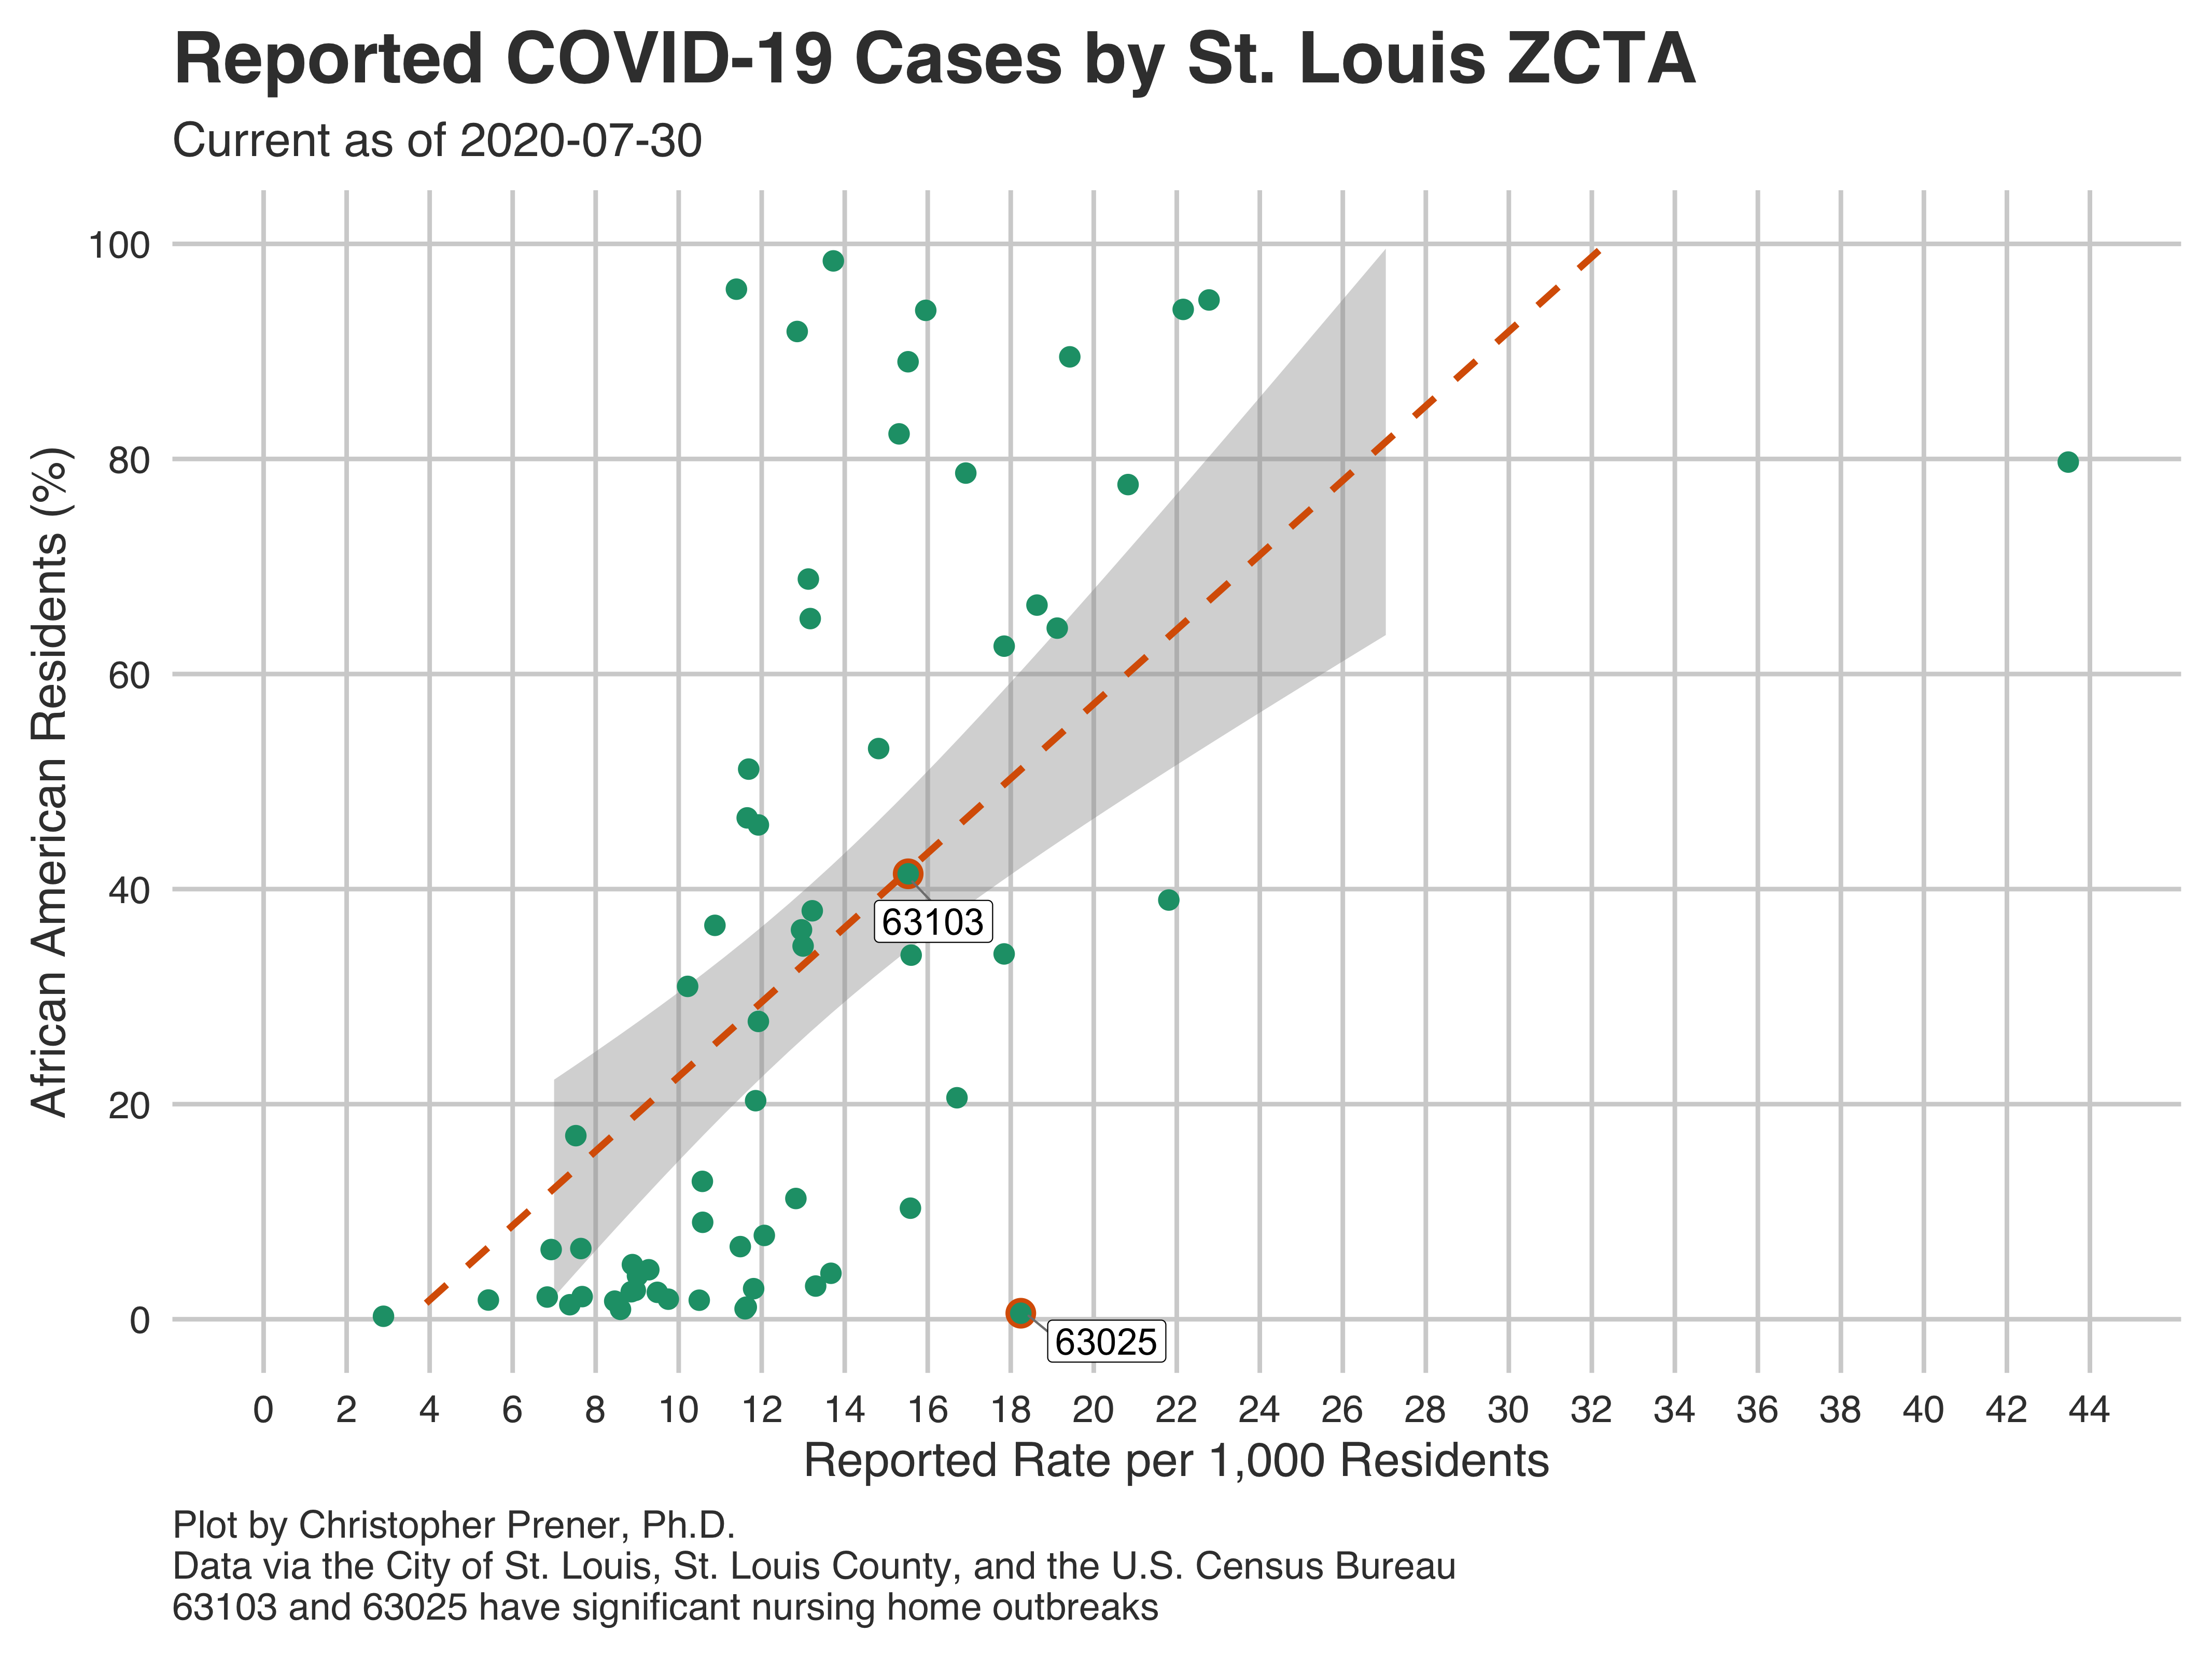 Reported COVID-19 Cases by St. Louis ZCTA
Current as of 2020-07-30
African American Residents (%)
100
80
60
40
20
0
63103
63025
0 2 4 6 8 10 12 14 16 18 20 22 24 26 28 30 32 34 36 38 40 42 44
Reported Rate per 1,000 Residents
Plot by Christopher Prener, Ph.D.
Data via the City of St. Louis, St. Louis County, and the U.S. Census Bureau
63103 and 63025 have significant nursing home outbreaks